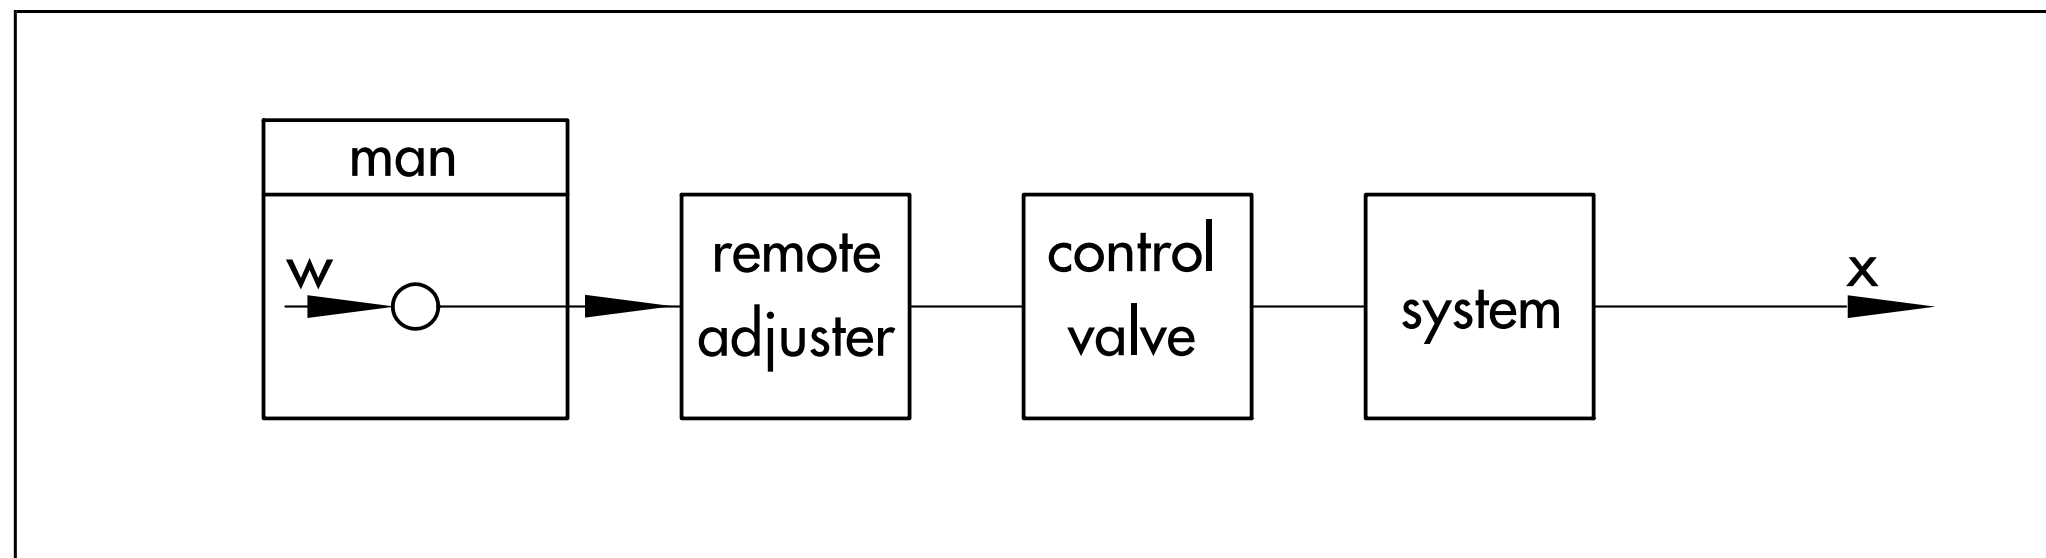 man
w
remote
adjuster
control
valve
system
x